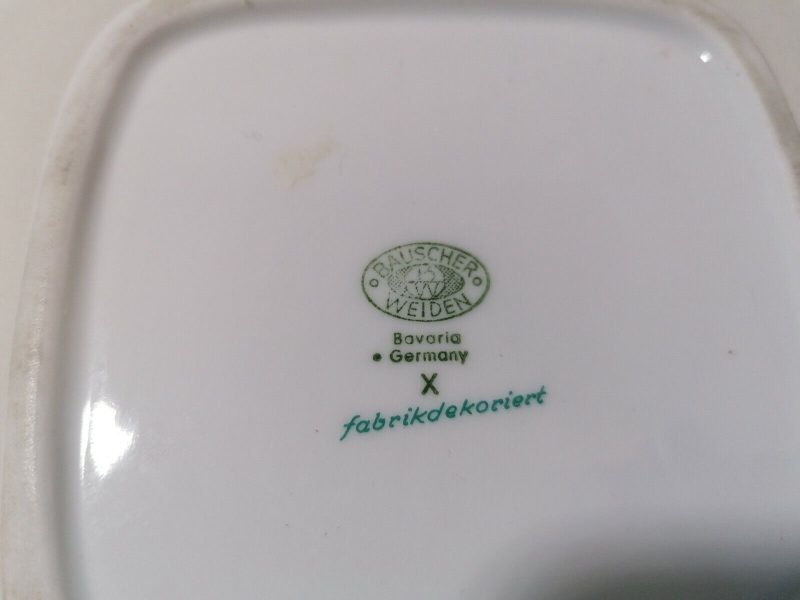 BAUSCHER
B
W
WEIDEN
Bavaria
Germany
X
fabrikdekoriert